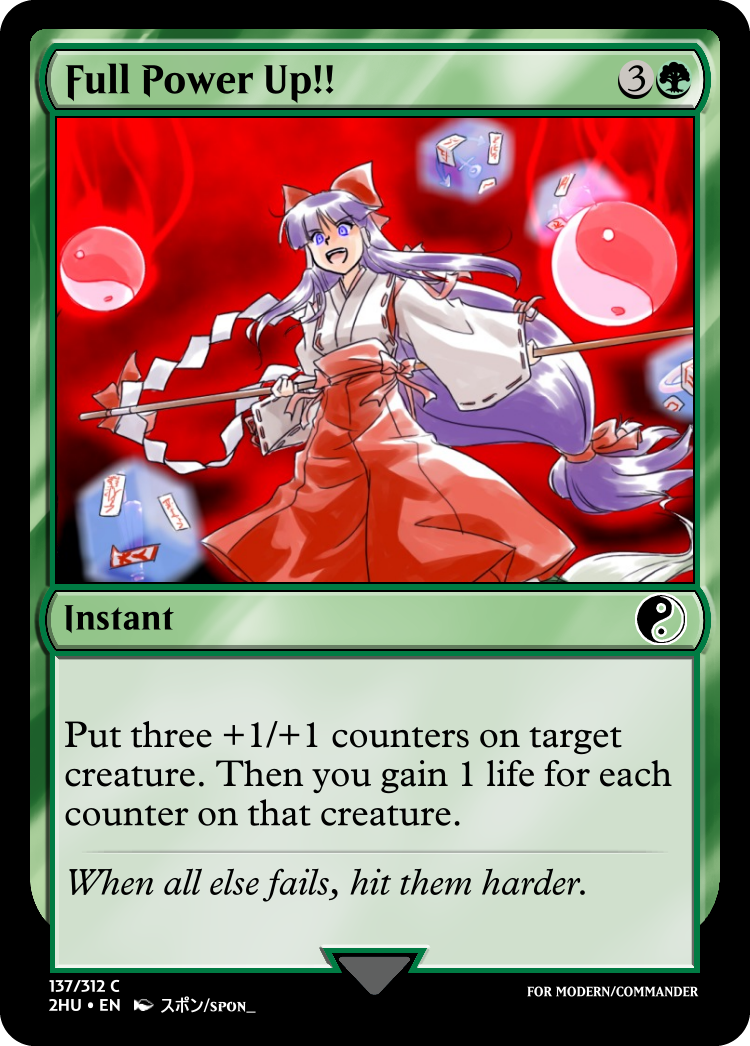 Full Power Up!!
3
Instant
Put three +1/+1 counters on target
creature. Then you gain 1 life for each
counter on that creature.
When all else fails, hit them harder.
137/312 C
2HU • EN スポン/SPON_
FOR MODERN/COMMANDER